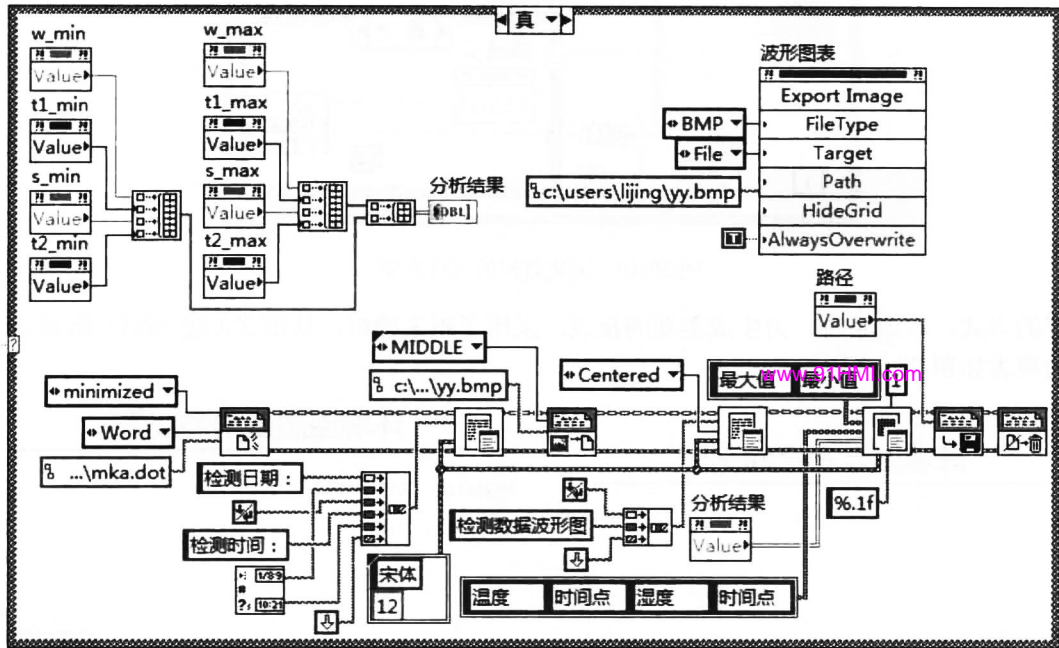 真
w_min
Value
t1_min
Value
s_min
Value
t2_min
Value
w_max
Value
t1_max
Value
s_max
Value
t2_max
Value
分析结果
DBL
波形图表
Export Image
BMP
FileType
File
Target
c:\users\lijing\yy.bmp
Path
HideGrid
T
AlwaysOverwrite
路径
Value
?
minimized
Word
...\mka.dot
MIDDLE
c:\...\yy.bmp
Centered
最大值
最小值
www.91HMI.com
检测日期：
检测时间：
宋体
12
检测数据波形图
分析结果
Value
%.1f
温度
时间点
湿度
时间点